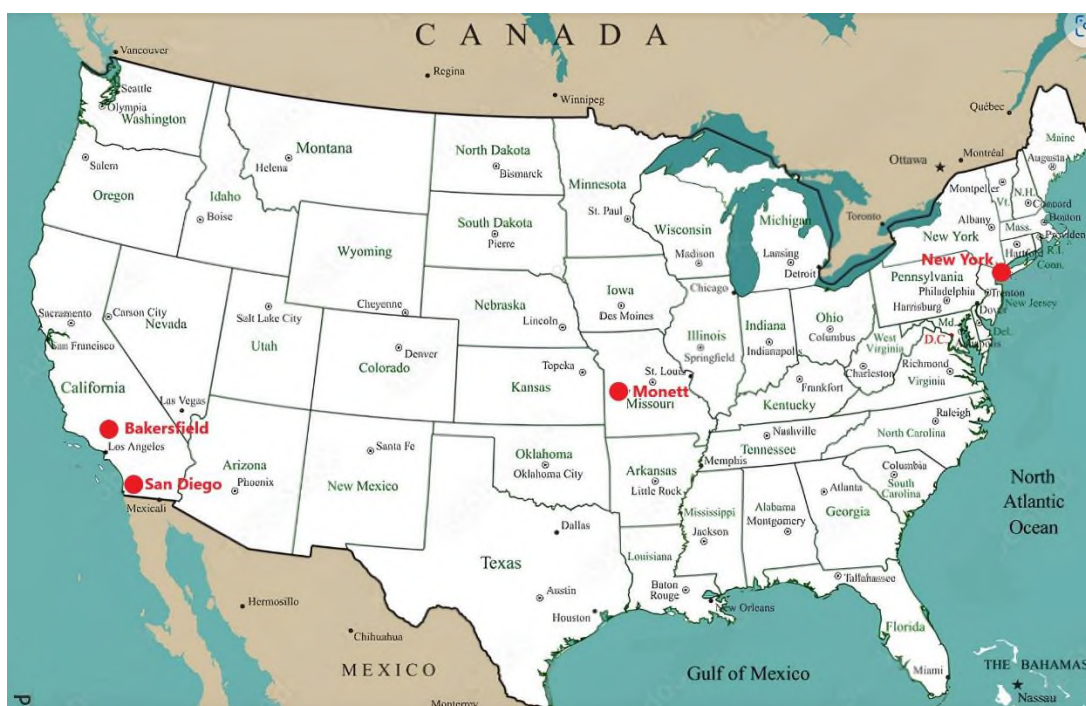 CANADA
Vancouver
Regina
Winnipeg
Québec
Seattle
Olympia
Washington
Montana
Helena
North Dakota
Bismarck
Minnesota
St. Paul
Ottawa
Montréal
Maine
Augusta
Salem
Oregon
Idaho
Boise
South Dakota
Pierre
Wisconsin
Madison
Michigan
Lansing
Detroit
Toronto
Montpelier
Vt.
N.H.
Concord
Albany
Mass.
New York
Hartford
R.I.
Conn.
Wyoming
Cheyenne
Nebraska
Lincoln
Iowa
Des Moines
Chicago
New York
Pennsylvania
Philadelphia
Harrisburg
Trenton
New Jersey
Sacramento
Carson City
Nevada
San Francisco
Salt Lake City
Utah
Denver
Colorado
Topeka
Kansas
Illinois
Springfield
Indiana
Indianapolis
Ohio
Columbus
West
Virginia
Md.
D.C.
Del.
California
Las Vegas
St. Louis
Monett
Missouri
Charleston
Frankfort
Kentucky
Richmond
Virginia
Bakersfield
Los Angeles
San Diego
Mexicali
Arizona
Phoenix
Santa Fe
New Mexico
Oklahoma
Oklahoma City
Arkansas
Little Rock
Nashville
Tennessee
Memphis
Raleigh
North Carolina
Columbia
South
Carolina
North
Atlantic
Ocean
Dallas
Texas
Austin
Houston
Louisiana
Baton
Rouge
New Orleans
Mississippi
Jackson
Alabama
Montgomery
Atlanta
Georgia
Tallahassee
Florida
Miami
Hermosillo
Chihuahua
MEXICO
Monterrey
Gulf of Mexico
THE BAHAMAS
Nassau
P